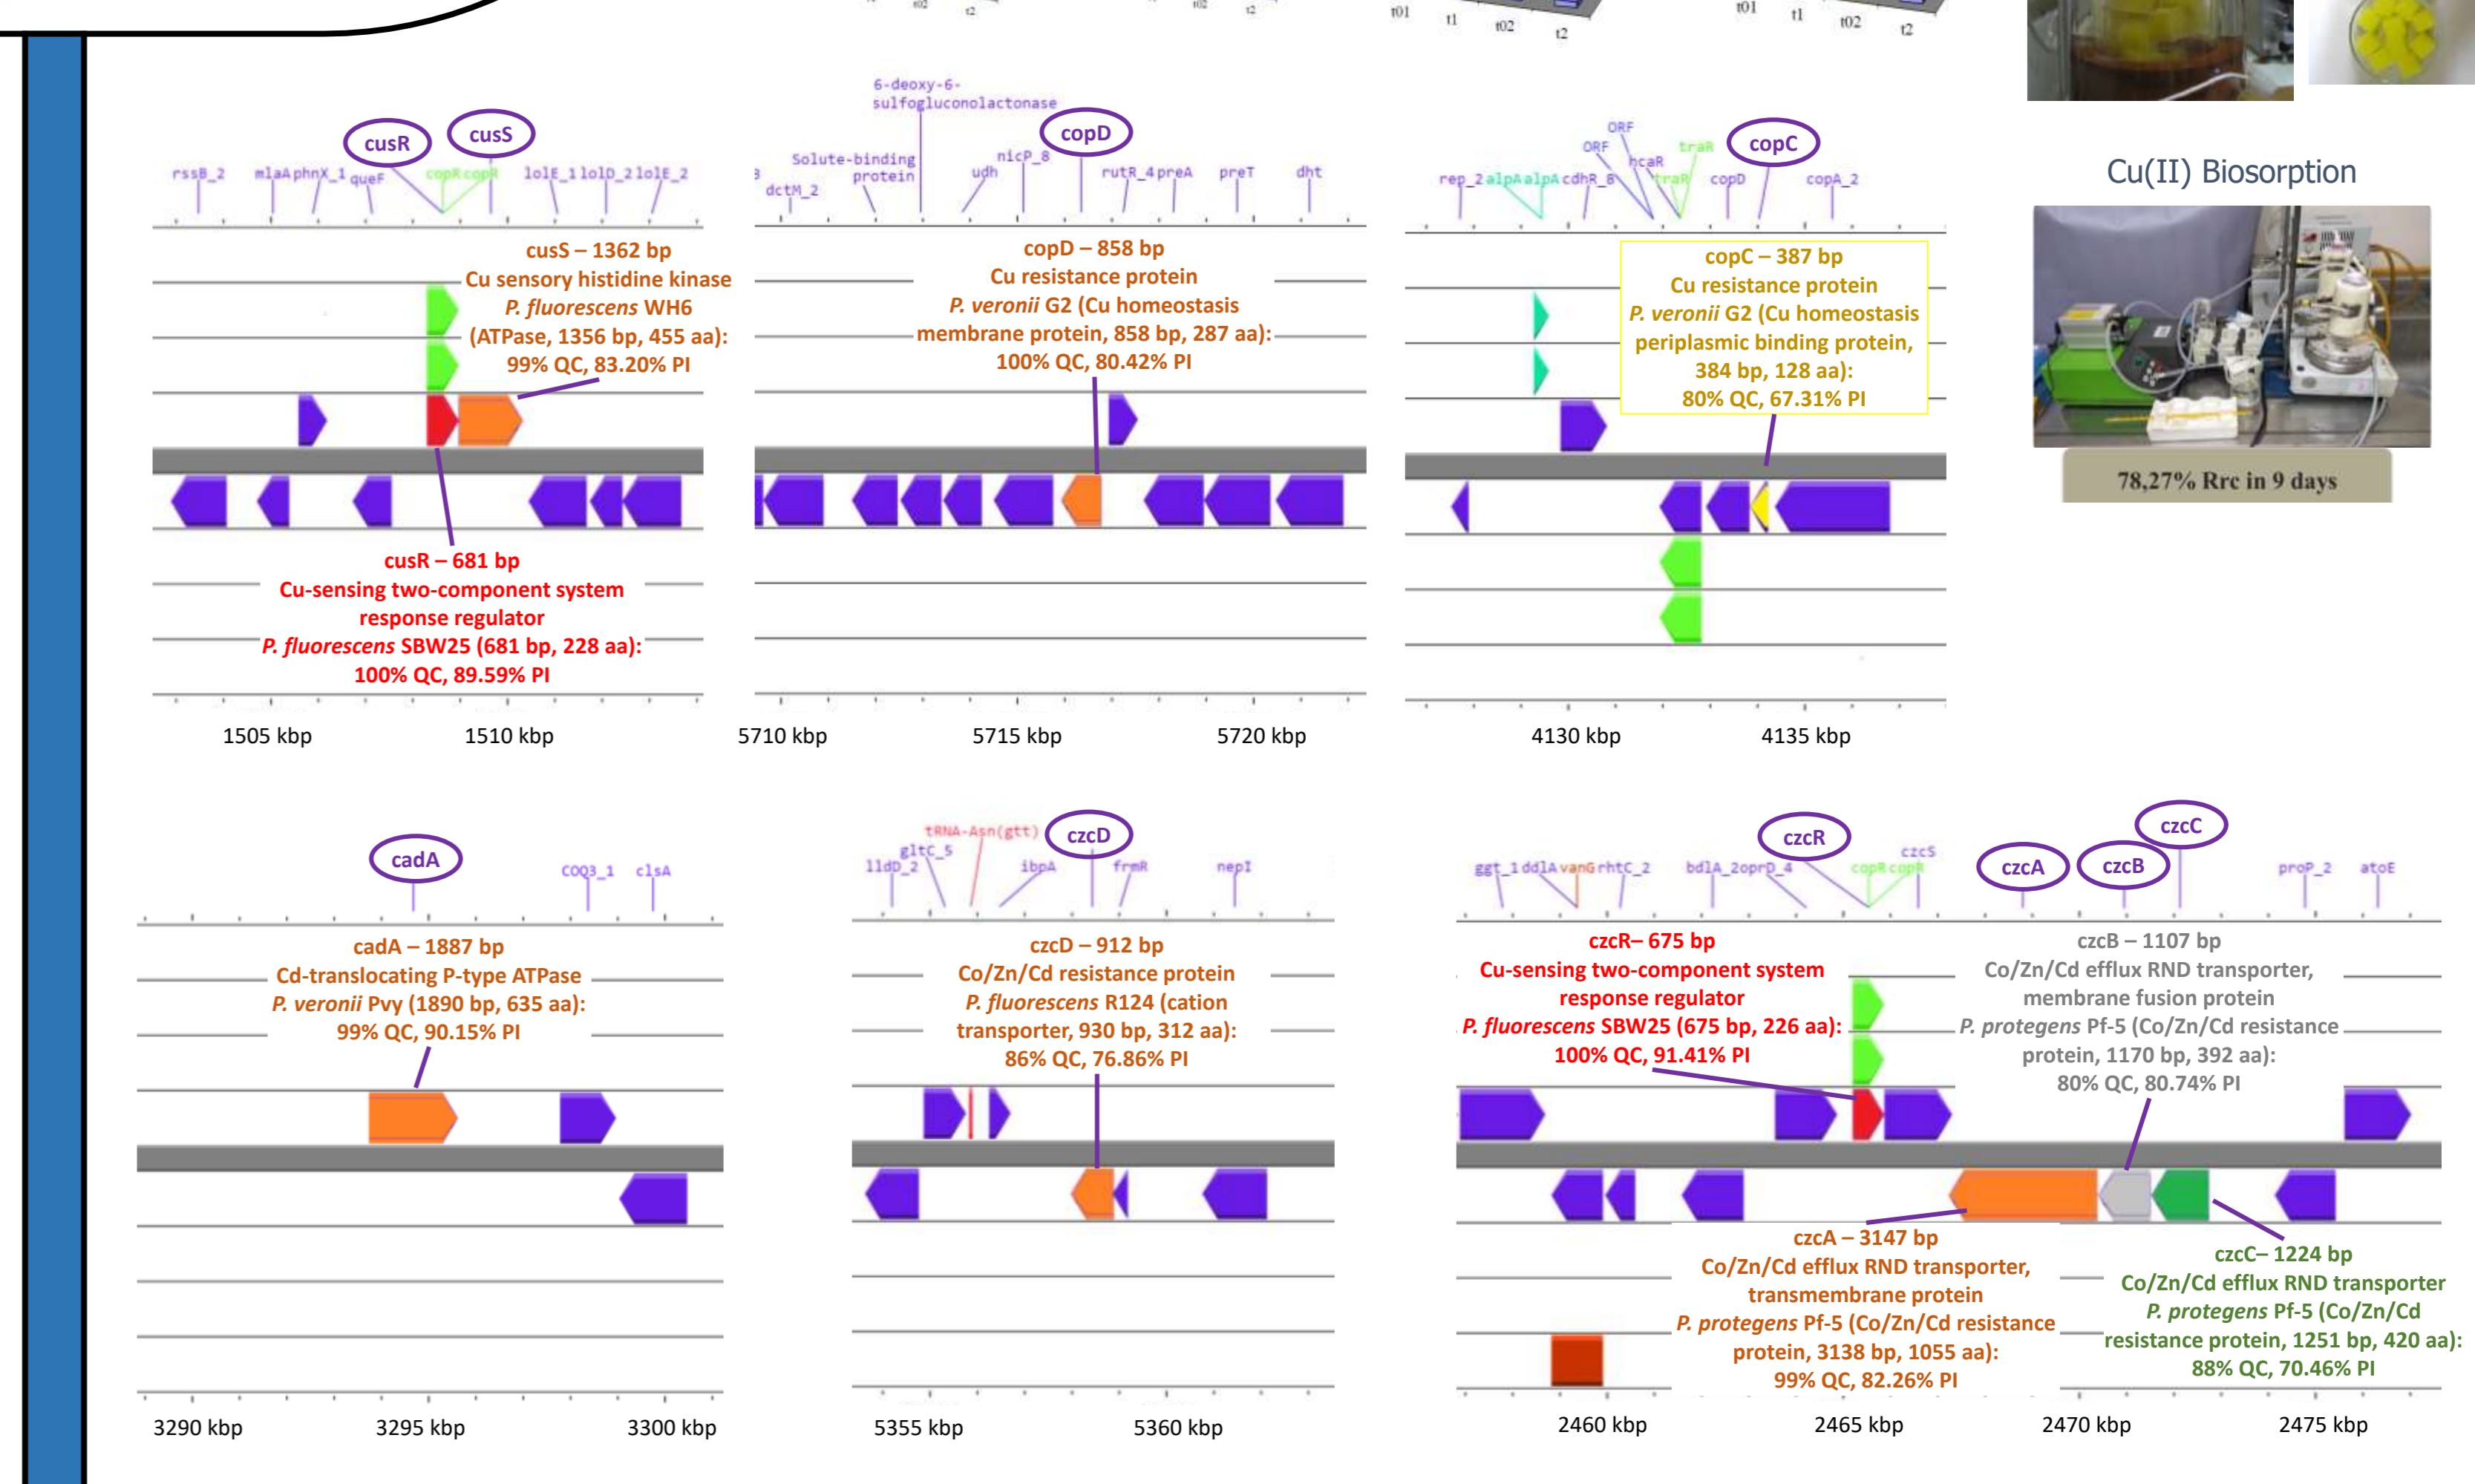 t02
t2
t02
t2
t01
t1
t02
t2
t01
t1
t02
t2
cusR
cusS
rssB_2
mlaA
phnX_1
queF
copR
copR
lolE_1
lolD_2
lolE_2
cusS – 1362 bp
Cu sensory histidine kinase
P. fluorescens WH6
(ATPase, 1356 bp, 455 aa):
99% QC, 83.20% PI
cusR – 681 bp
Cu-sensing two-component system
response regulator
P. fluorescens SBW25 (681 bp, 228 aa):
100% QC, 89.59% PI
1505 kbp
1510 kbp
6-deoxy-6-
sulfogluconolactonase
copD
Solute-binding
protein
dctM_2
udh
nicP_8
rutR_4
preA
preT
dht
copD – 858 bp
Cu resistance protein
P. veronii G2 (Cu homeostasis
membrane protein, 858 bp, 287 aa):
100% QC, 80.42% PI
5710 kbp
5715 kbp
5720 kbp
ORF
ORF
hcaR
traR
traR
copC
rep_2
alpA
alpA
cdhR_8
copD
copA_2
copC – 387 bp
Cu resistance protein
P. veronii G2 (Cu homeostasis
periplasmic binding protein,
384 bp, 128 aa):
80% QC, 67.31% PI
4130 kbp
4135 kbp
Cu(II) Biosorption
78,27% Rrc in 9 days
cadA
COQ3_1
clsA
cadA – 1887 bp
Cd-translocating P-type ATPase
P. veronii Pvy (1890 bp, 635 aa):
99% QC, 90.15% PI
3290 kbp
3295 kbp
3300 kbp
tRNA-Asn(gtt)
czcD
gltC_5
lldD_2
ibpA
frmR
nepI
czcD – 912 bp
Co/Zn/Cd resistance protein
P. fluorescens R124 (cation
transporter, 930 bp, 312 aa):
86% QC, 76.86% PI
5355 kbp
5360 kbp
czcR
czcS
czcA
czcB
czcC
ggt_1
ddlA
vanG
rhtC_2
bdlA_2
oprD_4
copR
copR
proP_2
atoE
czcR– 675 bp
Cu-sensing two-component system
response regulator
P. fluorescens SBW25 (675 bp, 226 aa):
100% QC, 91.41% PI
czcB – 1107 bp
Co/Zn/Cd efflux RND transporter,
membrane fusion protein
P. protegens Pf-5 (Co/Zn/Cd resistance
protein, 1170 bp, 392 aa):
80% QC, 80.74% PI
czcA – 3147 bp
Co/Zn/Cd efflux RND transporter,
transmembrane protein
P. protegens Pf-5 (Co/Zn/Cd resistance
protein, 3138 bp, 1055 aa):
99% QC, 82.26% PI
czcC– 1224 bp
Co/Zn/Cd efflux RND transporter
P. protegens Pf-5 (Co/Zn/Cd
resistance protein, 1251 bp, 420 aa):
88% QC, 70.46% PI
2460 kbp
2465 kbp
2470 kbp
2475 kbp